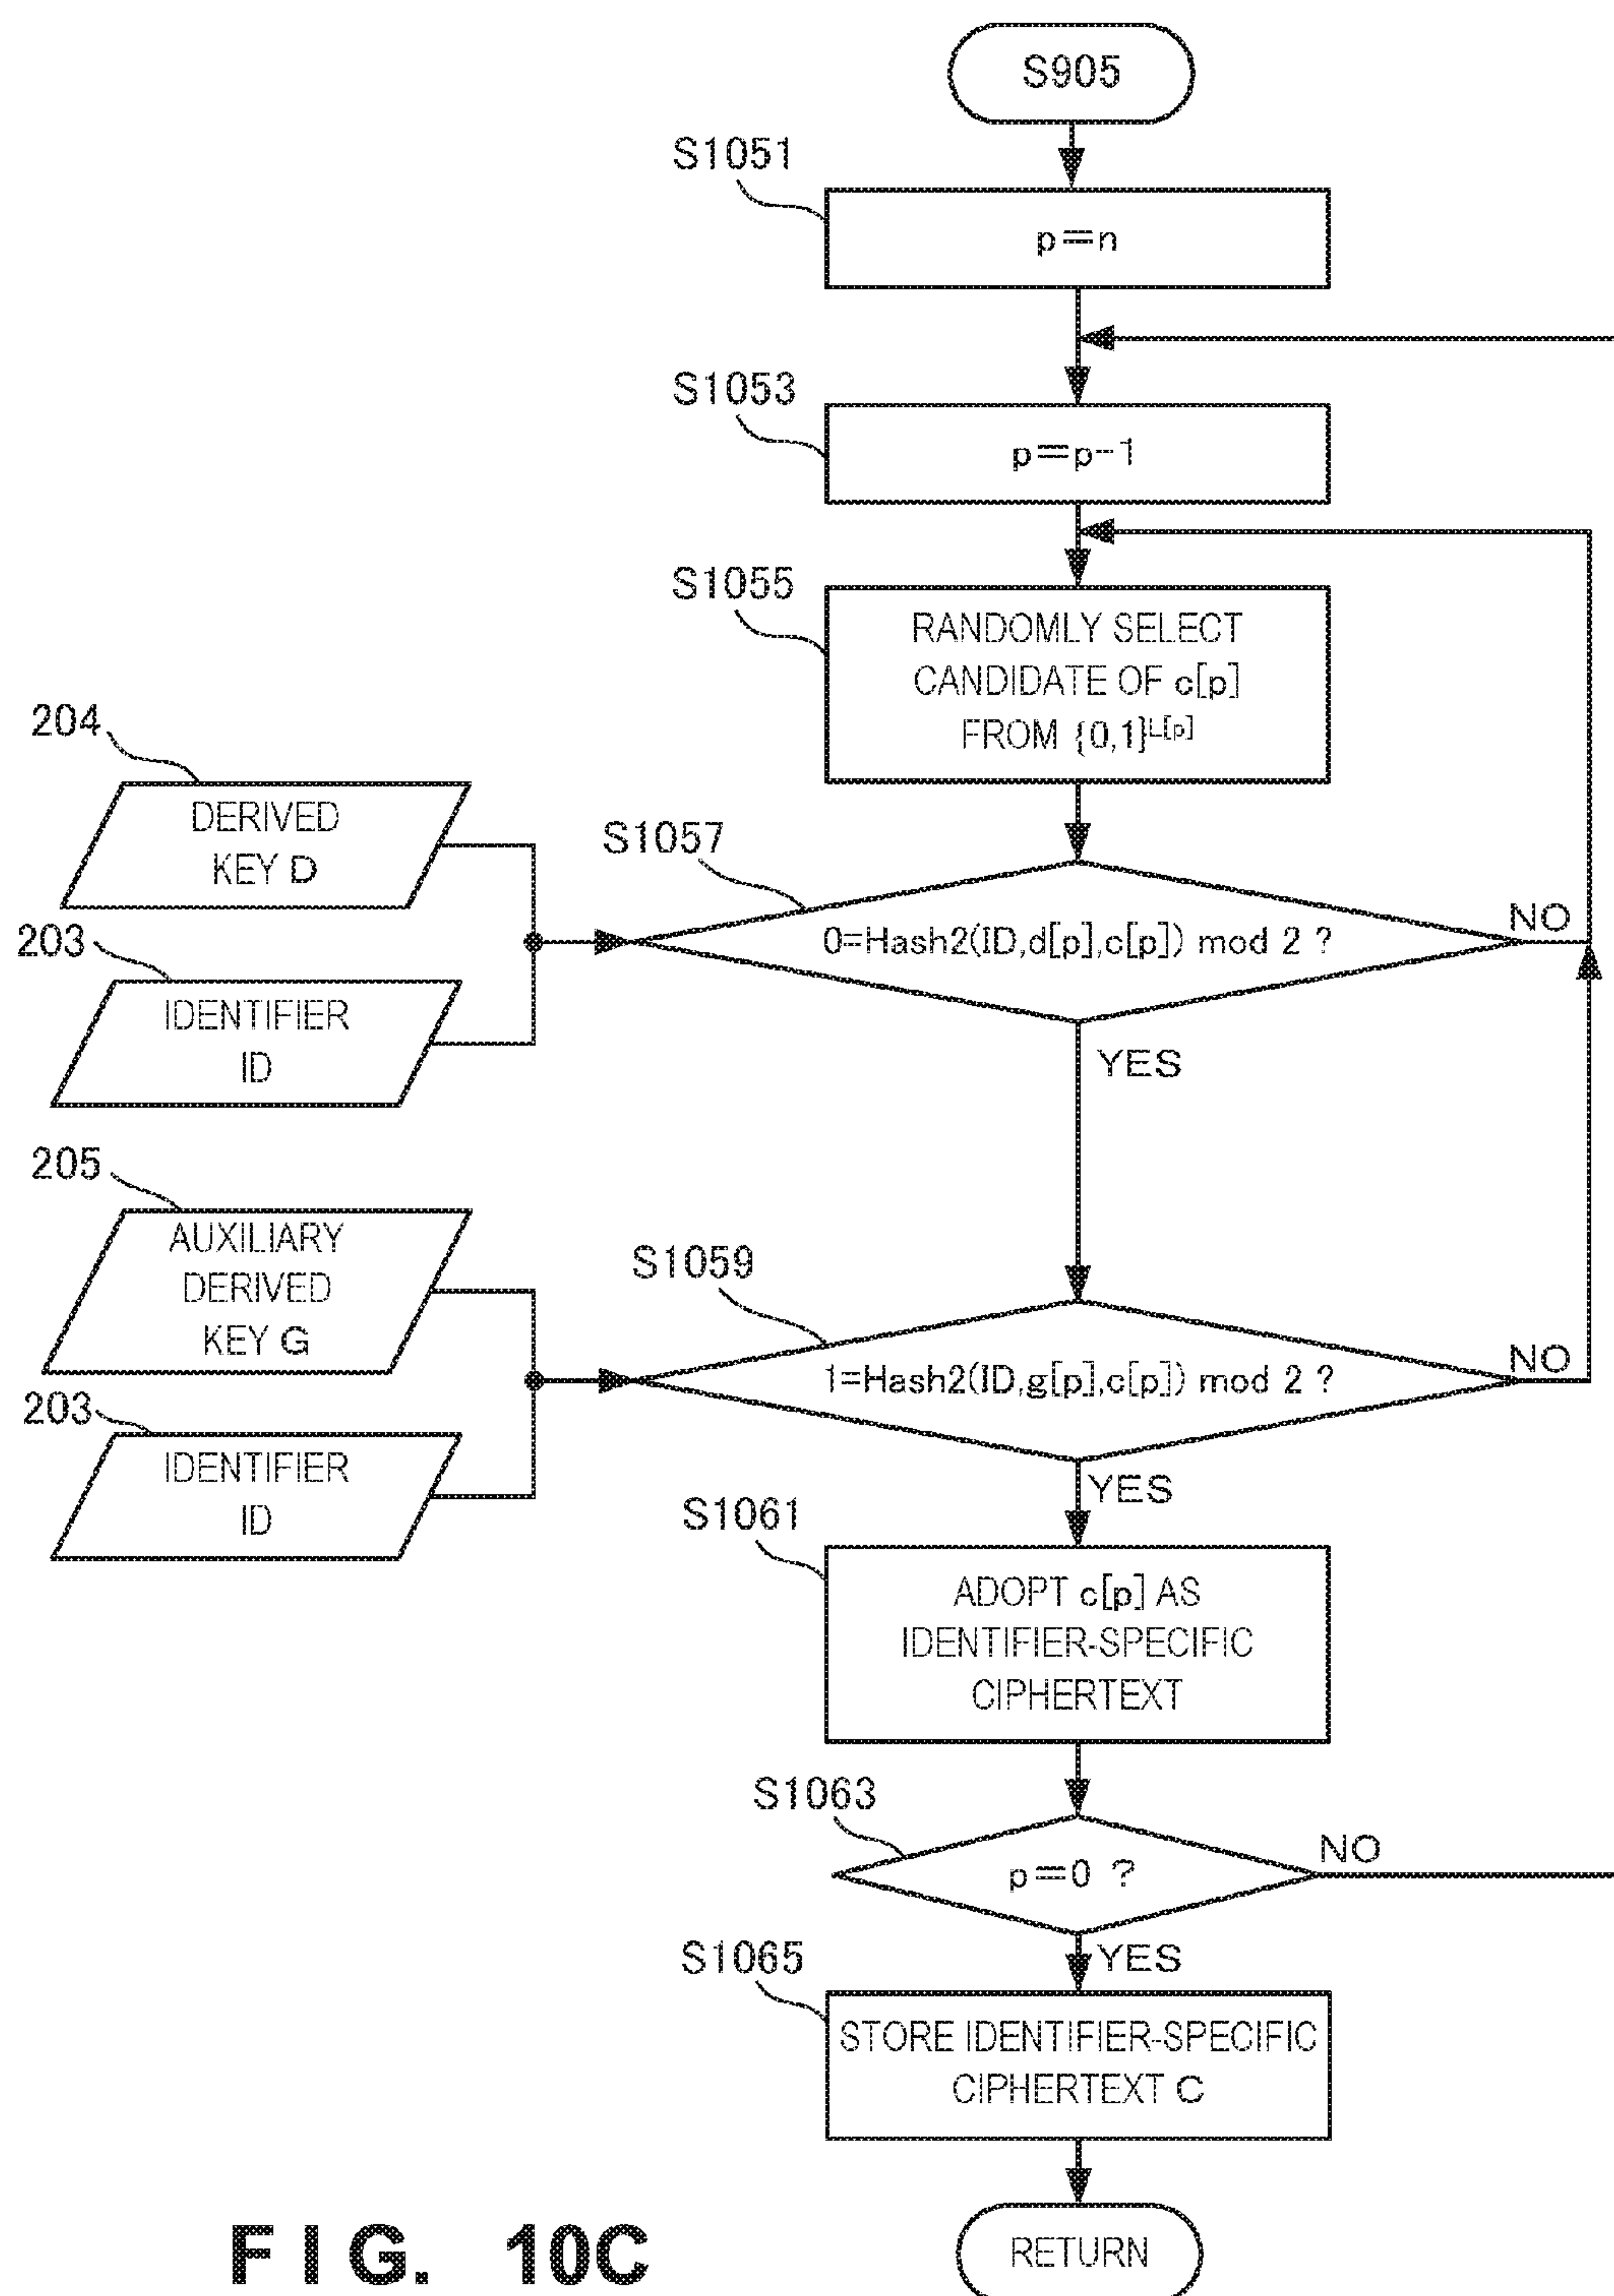 S905
S1051
p=n
S1053
p=p-1
S1055
RANDOMLY SELECT
CANDIDATE OF c[p]
FROM {0,1}^L[p]
204
DERIVED
KEY D
S1057
203
0=Hash2(ID,d[p],c[p]) mod 2 ?
NO
IDENTIFIER
ID
YES
205
AUXILIARY
DERIVED
KEY G
S1059
1=Hash2(ID,g[p],c[p]) mod 2 ?
NO
203
IDENTIFIER
ID
YES
S1061
ADOPT c[p] AS
IDENTIFIER-SPECIFIC
CIPHERTEXT
S1063
p=0 ?
NO
YES
S1065
STORE IDENTIFIER-SPECIFIC
CIPHERTEXT C
RETURN
FIG. 10C